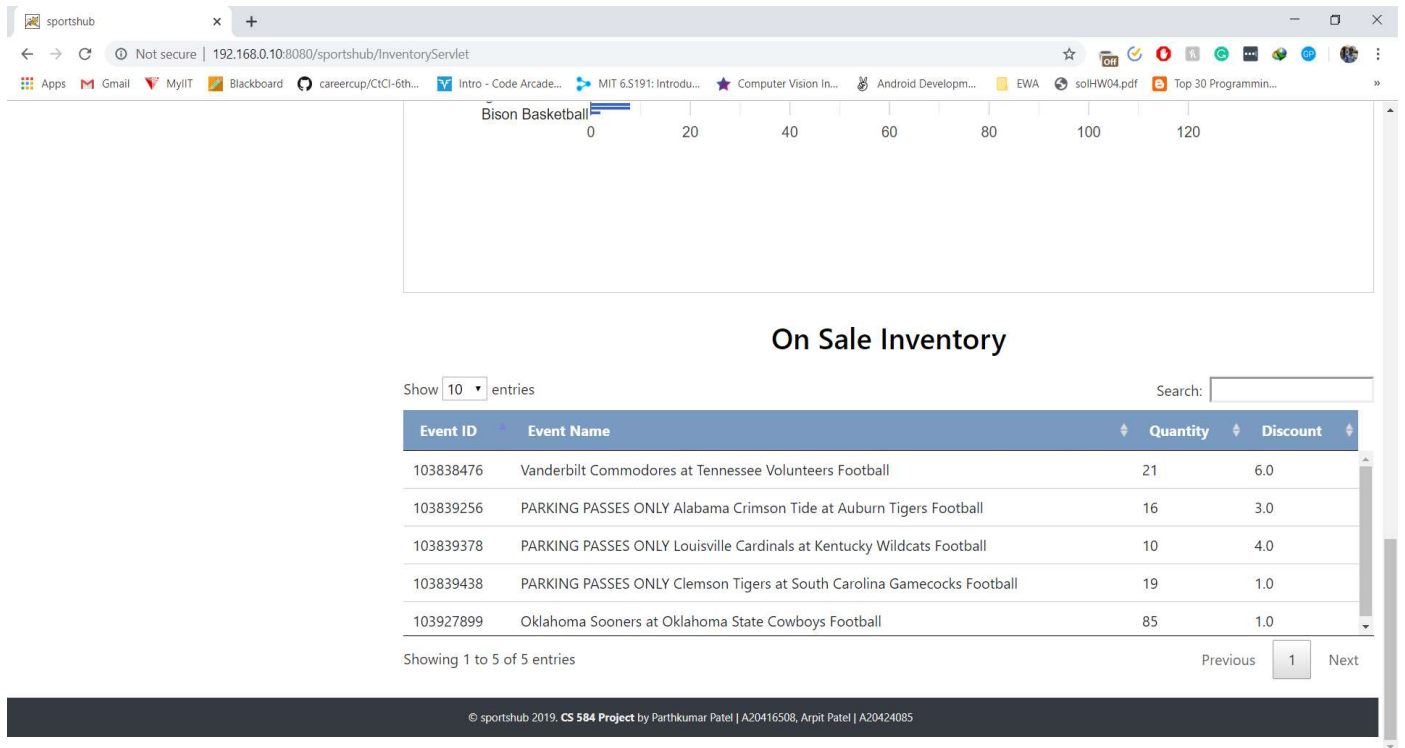 sportshub
Not secure | 192.168.0.10:8080/sportshub/InventoryServlet
Off
GP
Apps Gmail MyIIT Blackboard careercup/CtCI-6th... Intro - Code Arcade... MIT 6.S191: Introdu... Computer Vision In... Android Developm... EWA solHW04.pdf Top 30 Programmin... »
Bison Basketball
0 20 40 60 80 100 120
On Sale Inventory
Show 10 entries Search:
Event ID Event Name Quantity Discount
103838476 Vanderbilt Commodores at Tennessee Volunteers Football 21 6.0
103839256 PARKING PASSES ONLY Alabama Crimson Tide at Auburn Tigers Football 16 3.0
103839378 PARKING PASSES ONLY Louisville Cardinals at Kentucky Wildcats Football 10 4.0
103839438 PARKING PASSES ONLY Clemson Tigers at South Carolina Gamecocks Football 19 1.0
103927899 Oklahoma Sooners at Oklahoma State Cowboys Football 85 1.0
Showing 1 to 5 of 5 entries Previous 1 Next
© sportshub 2019. CS 584 Project by Parthkumar Patel | A20416508, Arpit Patel | A20424085